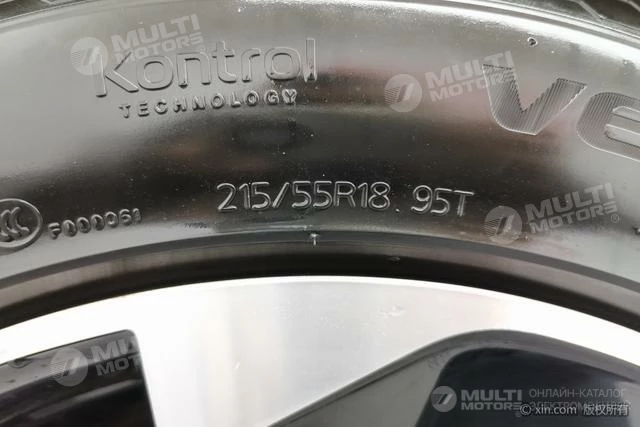 MULTI
MOTORS
Kontrol
TECHNOLOGY
MULTI
MOTORS
CCC
F000061
215/55R18 95T
MULTI
MOTORS
MULTI
MOTORS
MULTI
MOTORS
ОНЛАЙН-КАТАЛОГ
© xin.com 版权所有